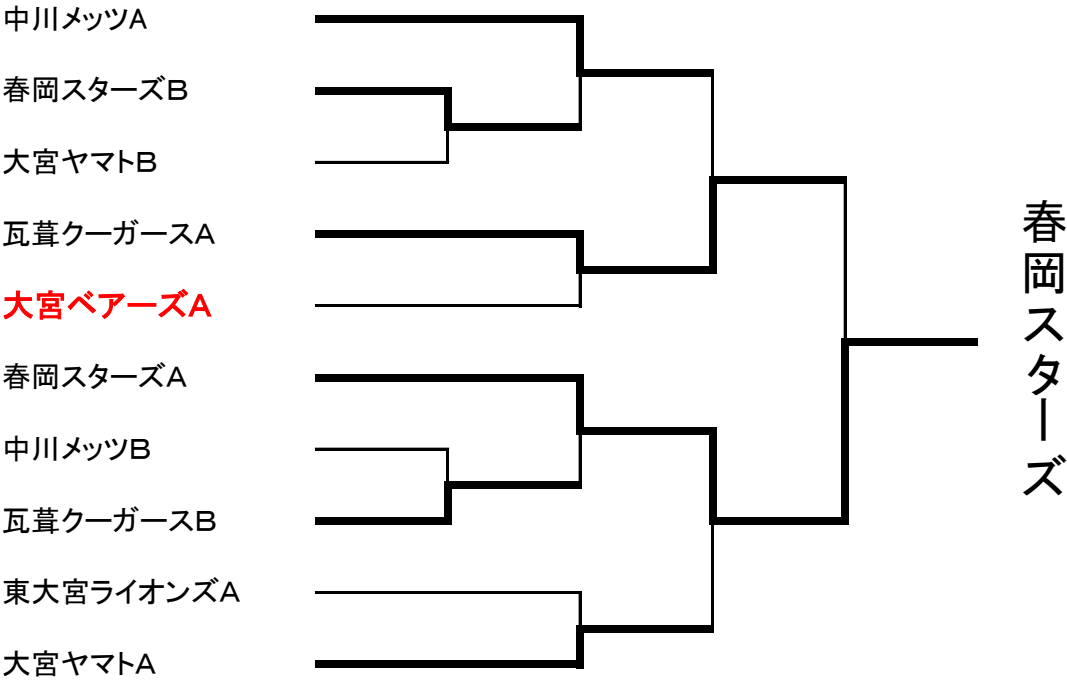 中川メッツA
春岡スターズB
大宮ヤマトB
瓦葺クーガースA
大宮ベアーズA
春岡スターズA
中川メッツB
瓦葺クーガースB
東大宮ライオンズA
大宮ヤマトA
春岡スターズ